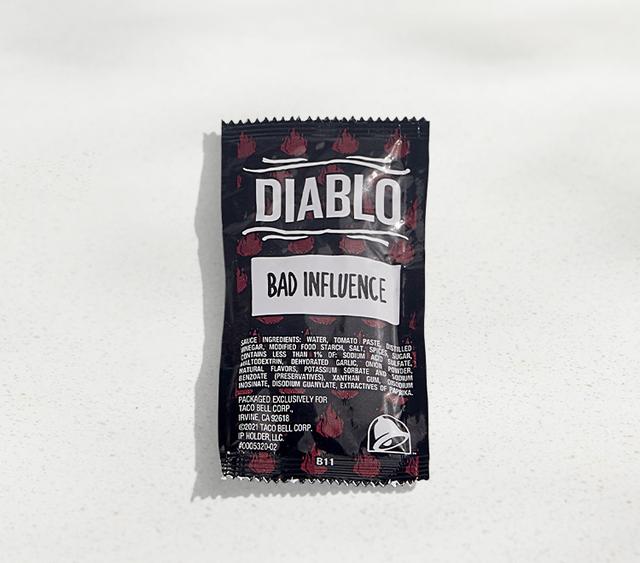 DIABLO
BAD INFLUENCE
SAUCE INGREDIENTS: WATER, TOMATO PASTE, DISTILLED
VINEGAR, MODIFIED FOOD STARCH, SALT, SPICES, SUGAR,
CONTAINS LESS THAN 1% OF: SODIUM ACID SULFATE,
MALTODEXTRIN, DEHYDRATED GARLIC, ONION POWDER,
NATURAL FLAVORS, POTASSIUM SORBATE AND SODIUM
BENZOATE (PRESERVATIVES), XANTHAN GUM, DISODIUM
INOSINATE, DISODIUM GUANYLATE, EXTRACTIVES OF PAPRIKA.
PACKAGED EXCLUSIVELY FOR
TACO BELL CORP.,
IRVINE, CA 92618
©2021 TACO BELL CORP.
IP HOLDER, LLC.
#0005320-02
B11